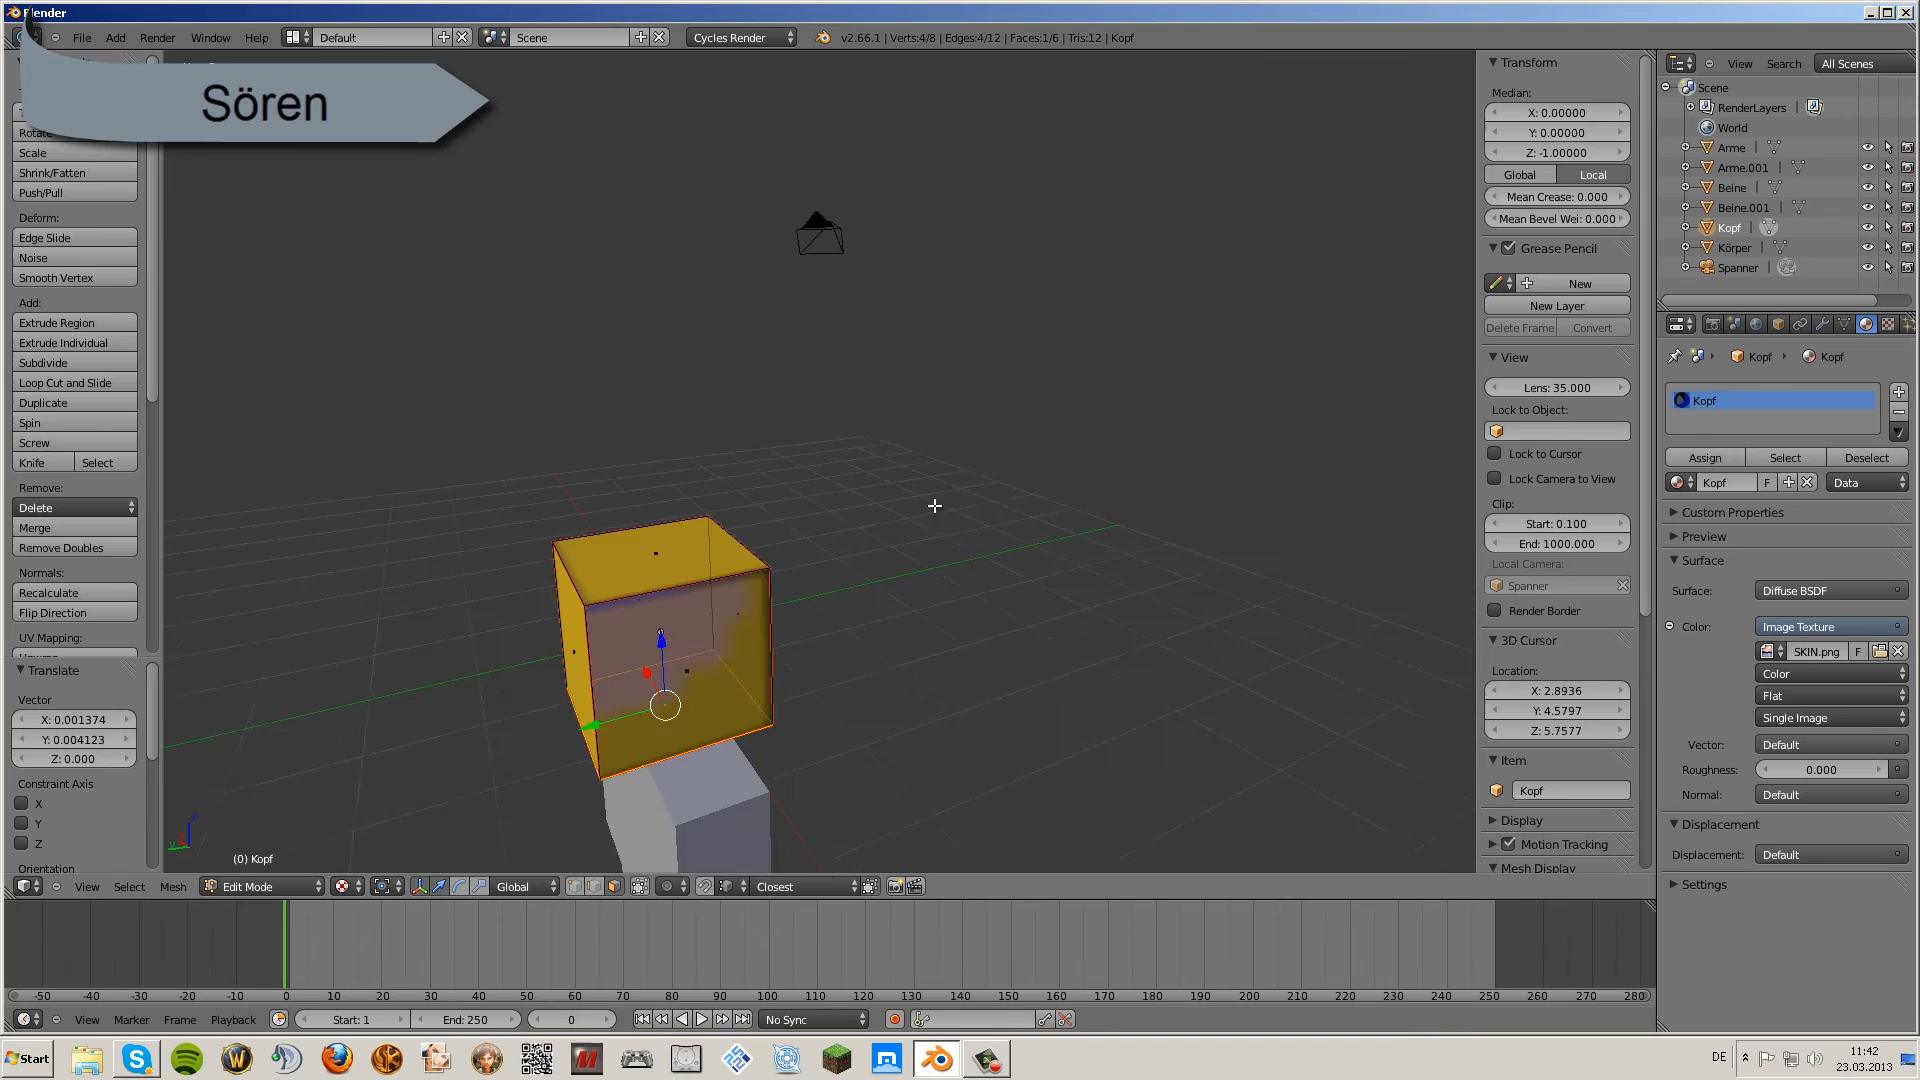 Blender
File Add Render Window Help Default Scene Cycles Render v2.66.1 | Verts:4/8 | Edges:4/12 | Faces:1/6 | Tris:12 | Kopf
Sören
Rotate
Scale
Shrink/Fatten
Push/Pull
Deform:
Edge Slide
Noise
Smooth Vertex
Add:
Extrude Region
Extrude Individual
Subdivide
Loop Cut and Slide
Duplicate
Spin
Screw
Knife Select
Remove:
Delete
Merge
Remove Doubles
Normals:
Recalculate
Flip Direction
UV Mapping:
Translate
Vector
X: 0.001374
Y: 0.004123
Z: 0.000
Constraint Axis
X
Y
Z
Orientation
(0) Kopf
Transform
Median:
X: 0.00000
Y: 0.00000
Z: -1.00000
Global Local
Mean Crease: 0.000
Mean Bevel Wei: 0.000
Grease Pencil
New
New Layer
Delete Frame Convert
View
Lens: 35.000
Lock to Object:
Lock to Cursor
Lock Camera to View
Clip:
Start: 0.100
End: 1000.000
Local Camera:
Spanner
Render Border
3D Cursor
Location:
X: 2.8936
Y: 4.5797
Z: 5.7577
Item
Kopf
Display
Motion Tracking
Mesh Display
View Search All Scenes
Scene
RenderLayers
World
Arme
Arme.001
Beine
Beine.001
Kopf
Körper
Spanner
Kopf Kopf
Kopf
Assign Select Deselect
Kopf F Data
Custom Properties
Preview
Surface
Surface: Diffuse BSDF
Color: Image Texture
SKIN.png F
Color
Flat
Single Image
Vector: Default
Roughness: 0.000
Normal: Default
Displacement
Displacement: Default
Settings
View Select Mesh Edit Mode Global Closest
-50 -40 -30 -20 -10 0 10 20 30 40 50 60 70 80 90 100 110 120 130 140 150 160 170 180 190 200 210 220 230 240 250 260 270 280
View Marker Frame Playback Start: 1 End: 250 0 No Sync
Start DE 11:42
23.03.2013